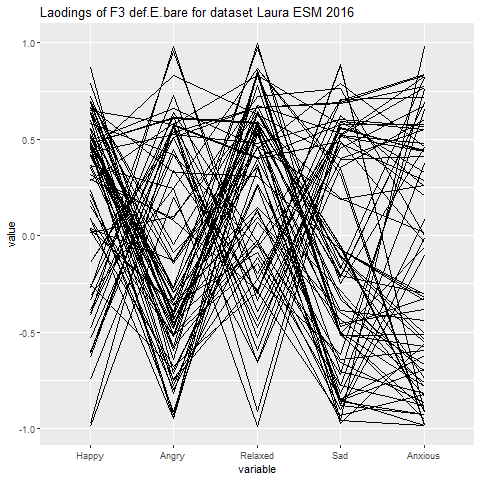 Laodings of F3 def.E.bare for dataset Laura ESM 2016
1.0
0.5
0.0
-0.5
-1.0
value
Happy Angry Relaxed Sad Anxious
variable